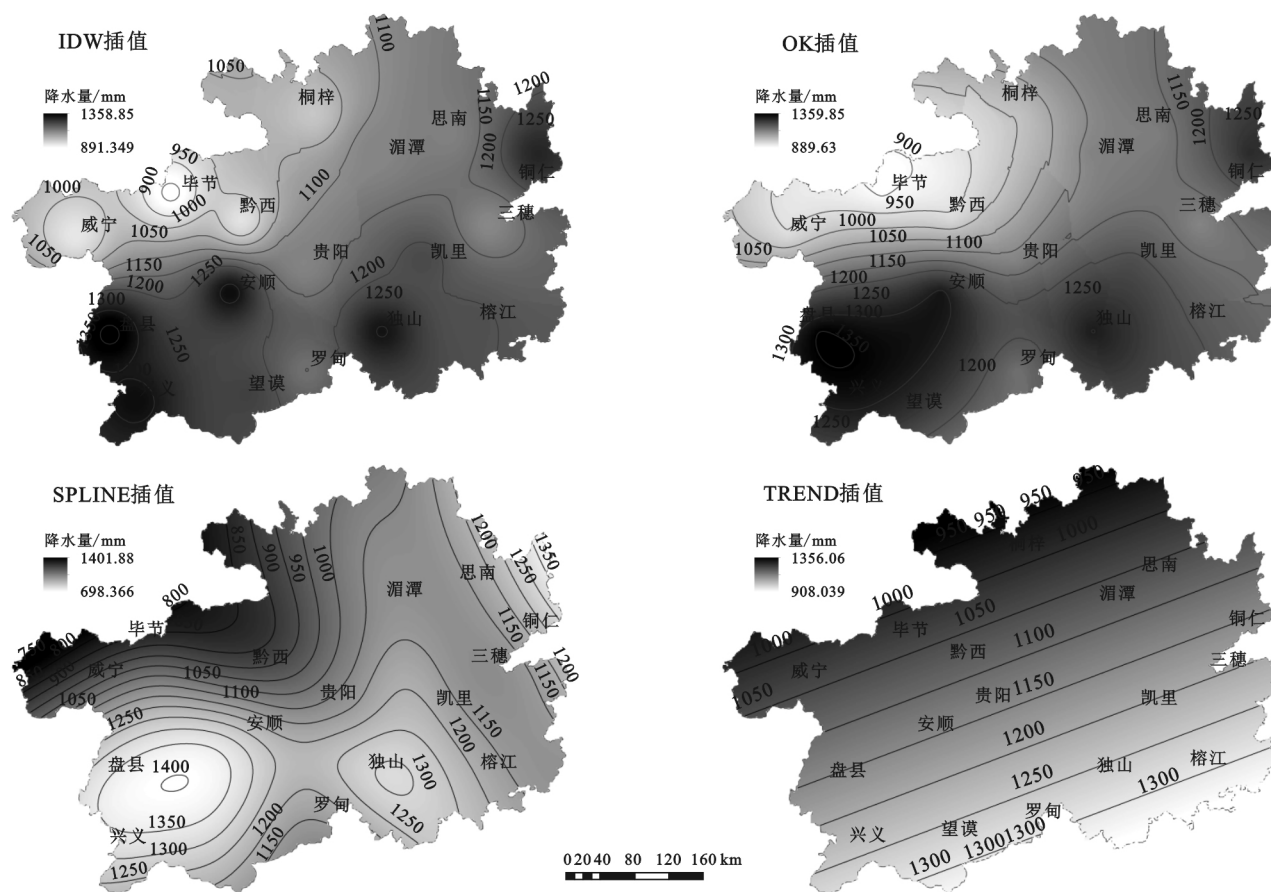 IDW插值
降水量/mm
1358.85
891.349
1050
1100
桐梓
1200
1150
思南
1250
湄潭
1200
铜仁
950
900
毕节
1000
1000
黔西
1100
三穗
威宁
1050
1050
1150
贵阳
凯里
1200
1250
安顺
1200
1300
1250
榕江
独山
1250
罗甸
望谟
OK插值
降水量/mm
1359.85
889.63
桐梓
1150
思南
1250
1200
湄潭
铜仁
900
毕节
950
黔西
威宁
1000
三穗
1050
1050
1100
贵阳
凯里
1150
1200
安顺
1250
1250
1300
榕江
盘县
独山
1350
1300
罗甸
1200
望谟
1250
SPLINE插值
降水量/mm
1401.88
698.366
850
900
950
1000
1200
1250
1350
思南
湄潭
800
毕节
铜仁
1150
750
威宁
黔西
三穗
1200
1150
1050
1050
1100
贵阳
凯里
1150
1250
安顺
1200
盘县
独山
榕江
1400
1300
1350
罗甸
1200
1250
兴义
1300
1150
1250
TREND插值
降水量/mm
1356.06
908.039
950
950
950
950
1000
思南
湄潭
1000
1050
毕节
铜仁
1000
黔西
1100
三穗
威宁
1050
贵阳
1150
凯里
安顺
1200
盘县
独山
榕江
1250
1300
罗甸
兴义
望谟
1300
1300
1300
0 20 40 80 120 160 km